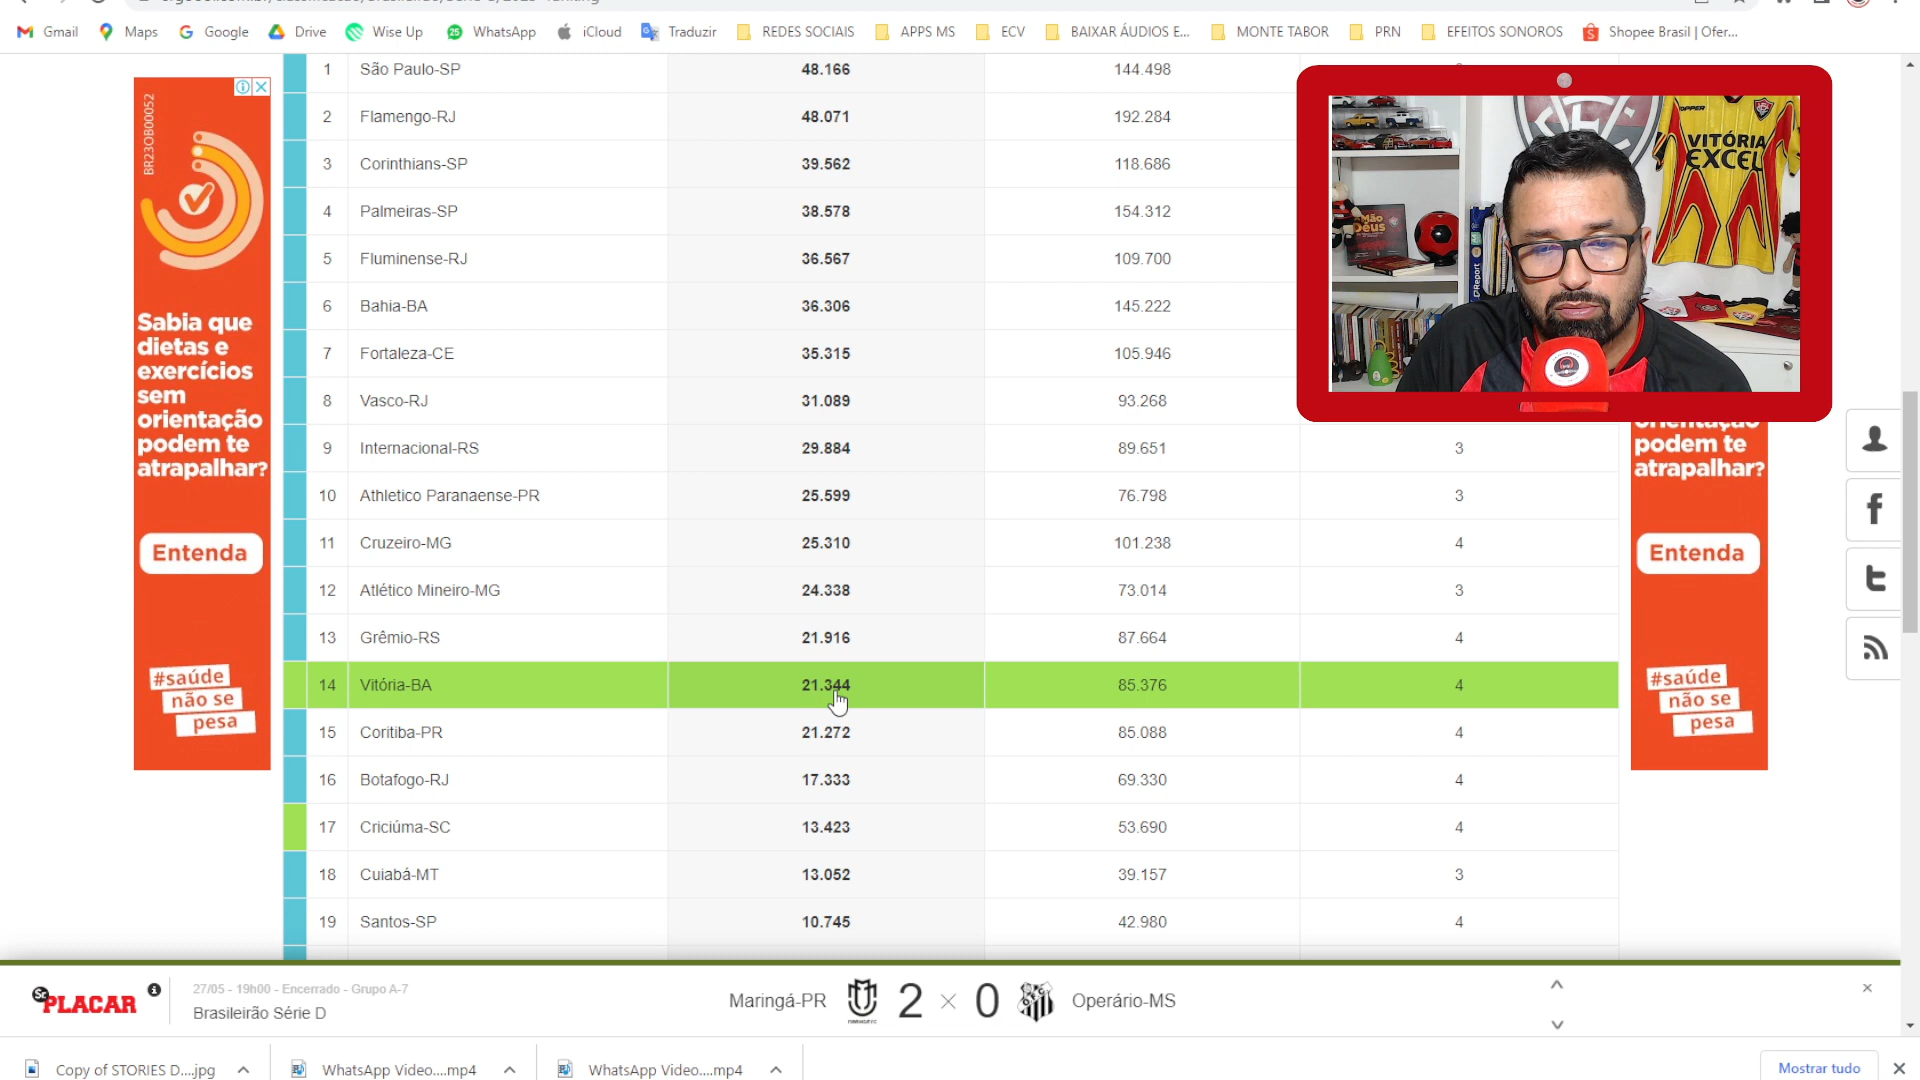 Gmail Maps Google Drive Wise Up WhatsApp iCloud Traduzir REDES SOCIAIS APPS MS ECV BAIXAR ÁUDIOS E... MONTE TABOR PRN EFEITOS SONOROS Shopee Brasil | Ofer...
BR23OB00052
Sabia que
dietas e
exercícios
sem
orientação
podem te
atrapalhar?
Entenda
#saúde
não se
pesa
1 São Paulo-SP 48.166 144.498
2 Flamengo-RJ 48.071 192.284
3 Corinthians-SP 39.562 118.686
4 Palmeiras-SP 38.578 154.312
5 Fluminense-RJ 36.567 109.700
6 Bahia-BA 36.306 145.222
7 Fortaleza-CE 35.315 105.946
8 Vasco-RJ 31.089 93.268
9 Internacional-RS 29.884 89.651 3
10 Athletico Paranaense-PR 25.599 76.798 3
11 Cruzeiro-MG 25.310 101.238 4
12 Atlético Mineiro-MG 24.338 73.014 3
13 Grêmio-RS 21.916 87.664 4
14 Vitória-BA 21.344 85.376 4
15 Coritiba-PR 21.272 85.088 4
16 Botafogo-RJ 17.333 69.330 4
17 Criciúma-SC 13.423 53.690 4
18 Cuiabá-MT 13.052 39.157 3
19 Santos-SP 10.745 42.980 4
TOPPER
VITÓRIA
EXCEL
Mão
Deus
Report
orientação
podem te
atrapalhar?
Entenda
#saúde
não se
pesa
Sr PLACAR
27/05 - 19h00 - Encerrado - Grupo A-7
Brasileirão Série D
Maringá-PR 2 × 0 Operário-MS
Copy of STORIES D....jpg WhatsApp Video....mp4 WhatsApp Video....mp4 Mostrar tudo